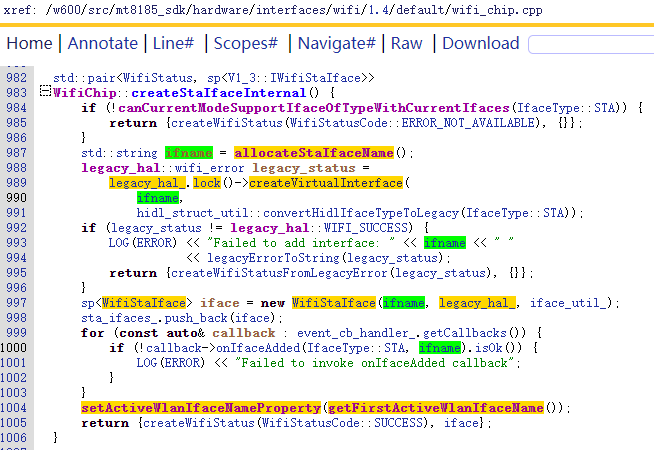 xref: /w600/src/mt8185_sdk/hardware/interfaces/wifi/1.4/default/wifi_chip.cpp
Home | Annotate | Line# | Scopes# | Navigate# | Raw | Download
982 std::pair<WifiStatus, sp<V1_3::IWifiStaIface>>
983 WifiChip::createStaIfaceInternal() {
984     if (!canCurrentModeSupportIfaceOfTypeWithCurrentIfaces(IfaceType::STA)) {
985         return {createWifiStatus(WifiStatusCode::ERROR_NOT_AVAILABLE), {}};
986     }
987     std::string ifname = allocateStaIfaceName();
988     legacy_hal::wifi_error legacy_status =
989         legacy_hal_.lock()->createVirtualInterface(
990             ifname,
991             hidl_struct_util::convertHidlIfaceTypeToLegacy(IfaceType::STA));
992     if (legacy_status != legacy_hal::WIFI_SUCCESS) {
993         LOG(ERROR) << "Failed to add interface: " << ifname << " "
994                    << legacyErrorToString(legacy_status);
995         return {createWifiStatusFromLegacyError(legacy_status), {}};
996     }
997     sp<WifiStaIface> iface = new WifiStaIface(ifname, legacy_hal_, iface_util_);
998     sta_ifaces_.push_back(iface);
999     for (const auto& callback : event_cb_handler_.getCallbacks()) {
1000         if (!callback->onIfaceAdded(IfaceType::STA, ifname).isOk()) {
1001             LOG(ERROR) << "Failed to invoke onIfaceAdded callback";
1002         }
1003     }
1004     setActiveWlanIfaceNameProperty(getFirstActiveWlanIfaceName());
1005     return {createWifiStatus(WifiStatusCode::SUCCESS), iface};
1006 }